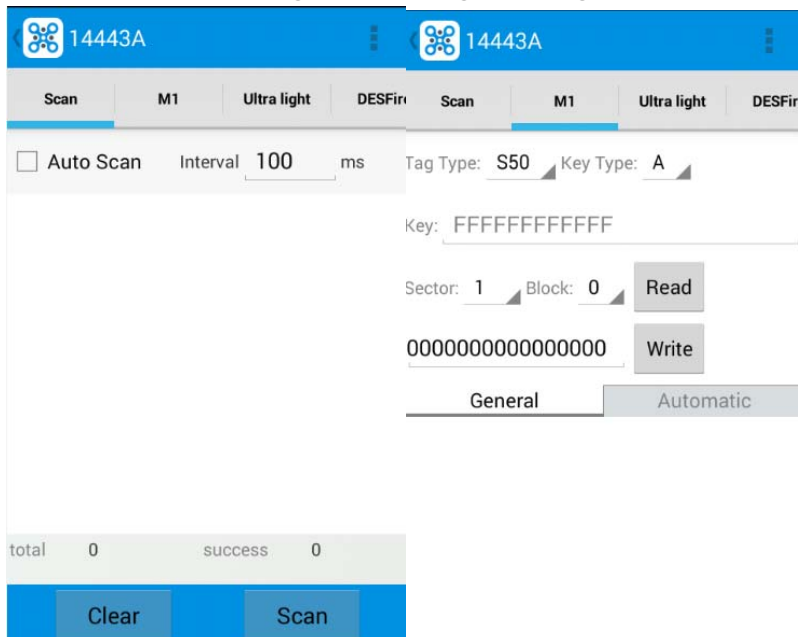 14443A
Scan M1 Ultra light DESFir
Auto Scan Interval 100 ms
total 0 success 0
Clear Scan
14443A
Scan M1 Ultra light DESFir
Tag Type: S50 Key Type: A
Key: FFFFFFFFFFFF
Sector: 1 Block: 0 Read
0000000000000000 Write
General Automatic